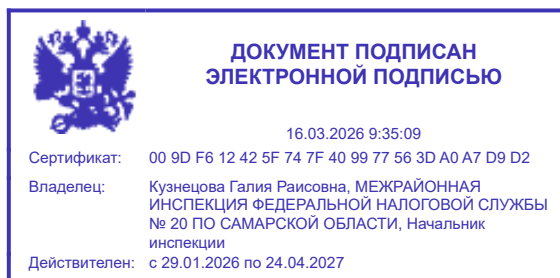 ДОКУМЕНТ ПОДПИСАН
ЭЛЕКТРОННОЙ ПОДПИСЬЮ
16.03.2026 9:35:09
Сертификат: 00 9D F6 12 42 5F 74 7F 40 99 77 56 3D A0 A7 D9 D2
Владелец: Кузнецова Галия Раисовна, МЕЖРАЙОННАЯ
ИНСПЕКЦИЯ ФЕДЕРАЛЬНОЙ НАЛОГОВОЙ СЛУЖБЫ
№ 20 ПО САМАРСКОЙ ОБЛАСТИ, Начальник
инспекции
Действителен: с 29.01.2026 по 24.04.2027